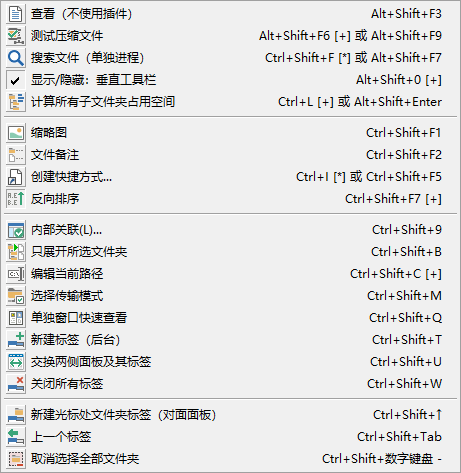 查看（不使用插件） Alt+Shift+F3
测试压缩文件 Alt+Shift+F6 [+] 或 Alt+Shift+F9
搜索文件（单独进程） Ctrl+Shift+F [*] 或 Alt+Shift+F7
显示/隐藏：垂直工具栏 Alt+Shift+0 [+]
计算所有子文件夹占用空间 Ctrl+L [+] 或 Alt+Shift+Enter
缩略图 Ctrl+Shift+F1
文件备注 Ctrl+Shift+F2
创建快捷方式... Ctrl+I [*] 或 Ctrl+Shift+F5
反向排序 Ctrl+Shift+F7 [+]
内部关联(L)... Ctrl+Shift+9
只展开所选文件夹 Ctrl+Shift+B
编辑当前路径 Ctrl+Shift+C [+]
选择传输模式 Ctrl+Shift+M
单独窗口快速查看 Ctrl+Shift+Q
新建标签（后台） Ctrl+Shift+T
交换两侧面板及其标签 Ctrl+Shift+U
关闭所有标签 Ctrl+Shift+W
新建光标处文件夹标签（对面面板） Ctrl+Shift+↑
上一个标签 Ctrl+Shift+Tab
取消选择全部文件夹 Ctrl+Shift+数字键盘 -